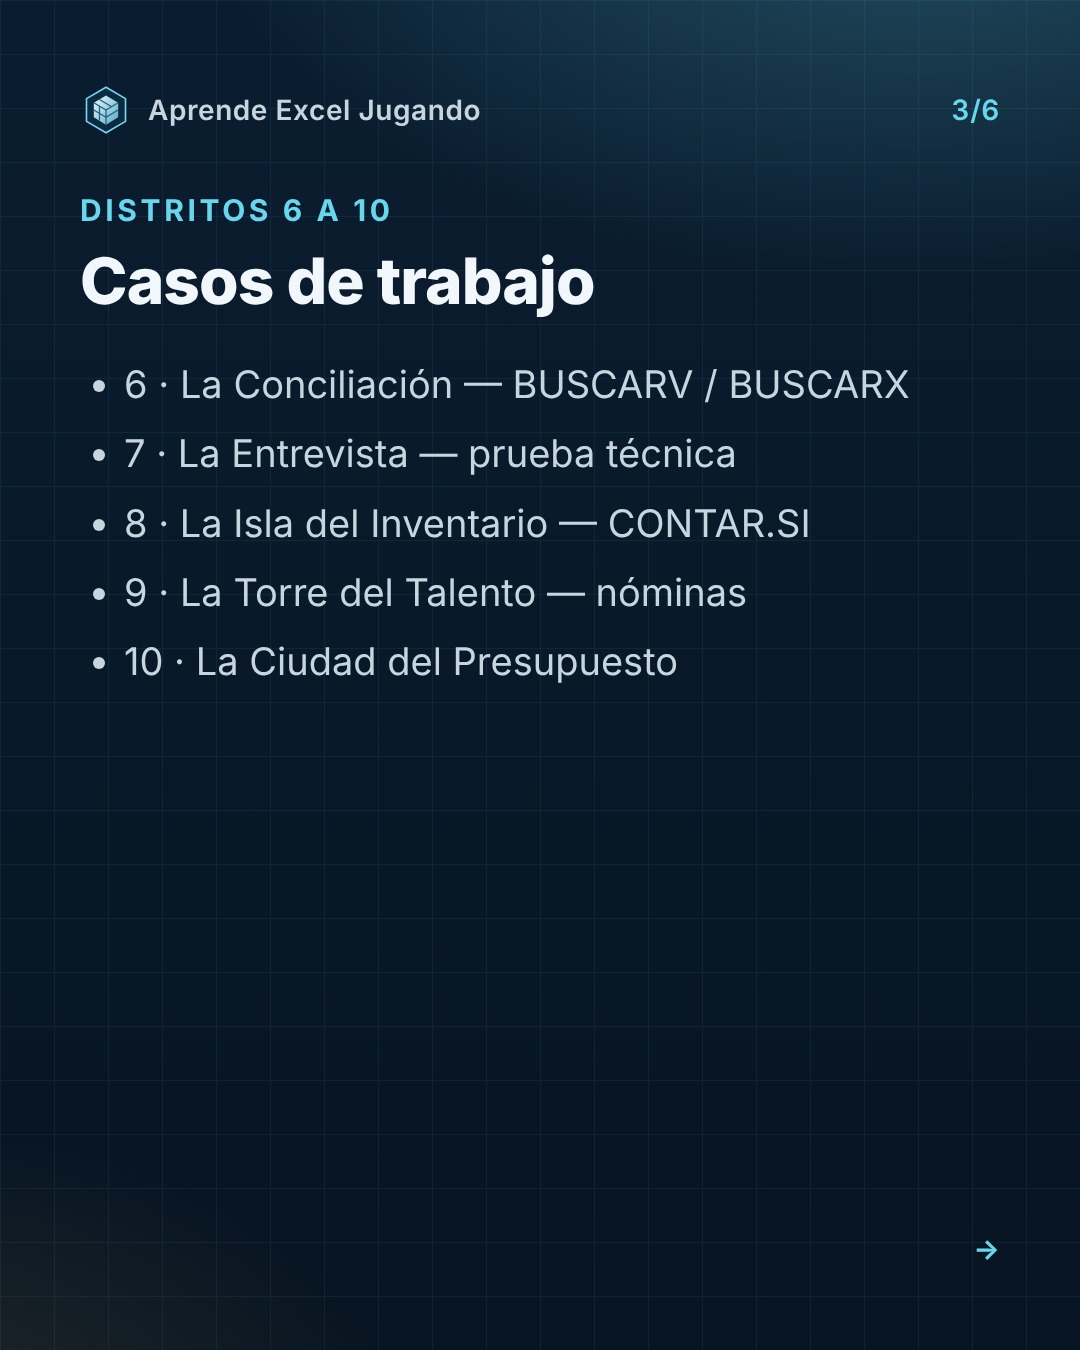 Aprende Excel Jugando
3/6
DISTRITOS 6 A 10
Casos de trabajo
• 6 · La Conciliación — BUSCARV / BUSCARX
• 7 · La Entrevista — prueba técnica
• 8 · La Isla del Inventario — CONTAR.SI
• 9 · La Torre del Talento — nóminas
• 10 · La Ciudad del Presupuesto
→